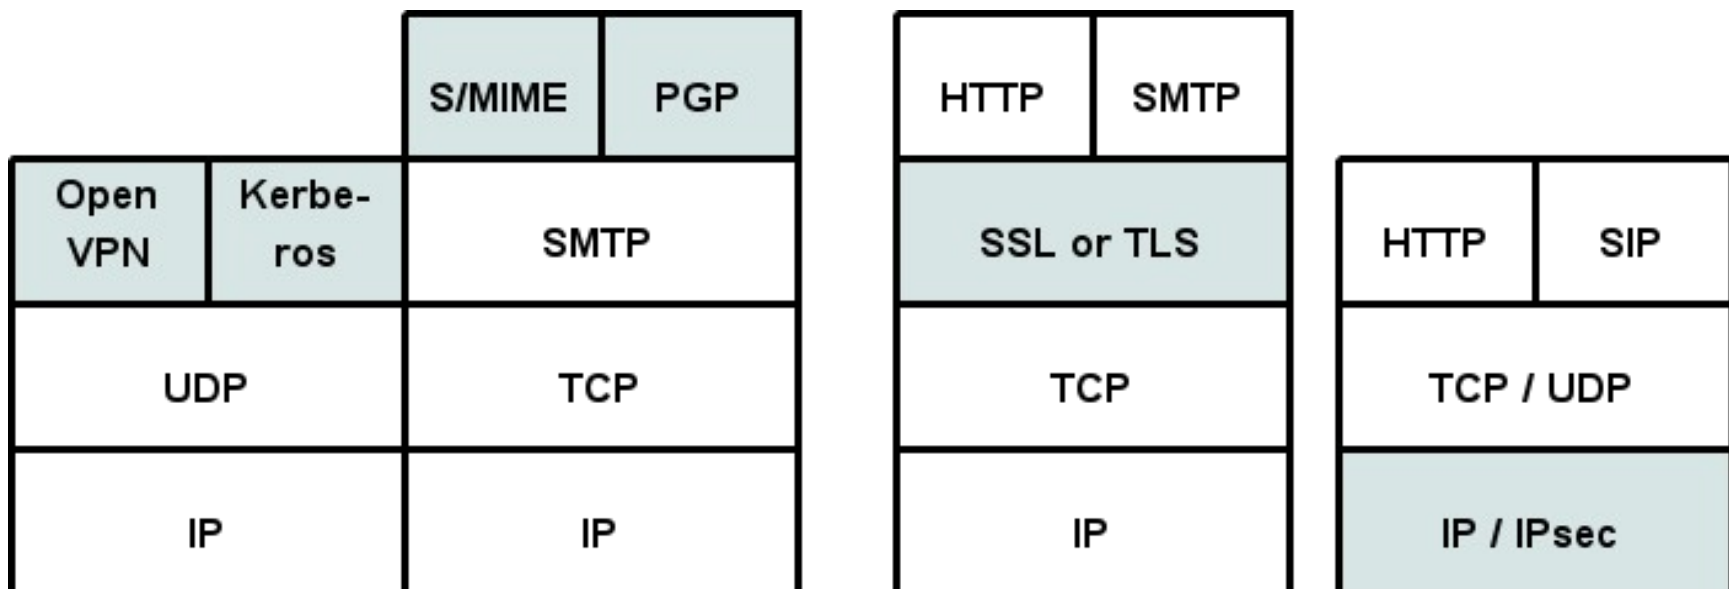 S/MIME
PGP
HTTP
SMTP
Open
VPN
Kerbe-
ros
SMTP
SSL or TLS
HTTP
SIP
UDP
TCP
TCP
TCP / UDP
IP
IP
IP
IP / IPsec